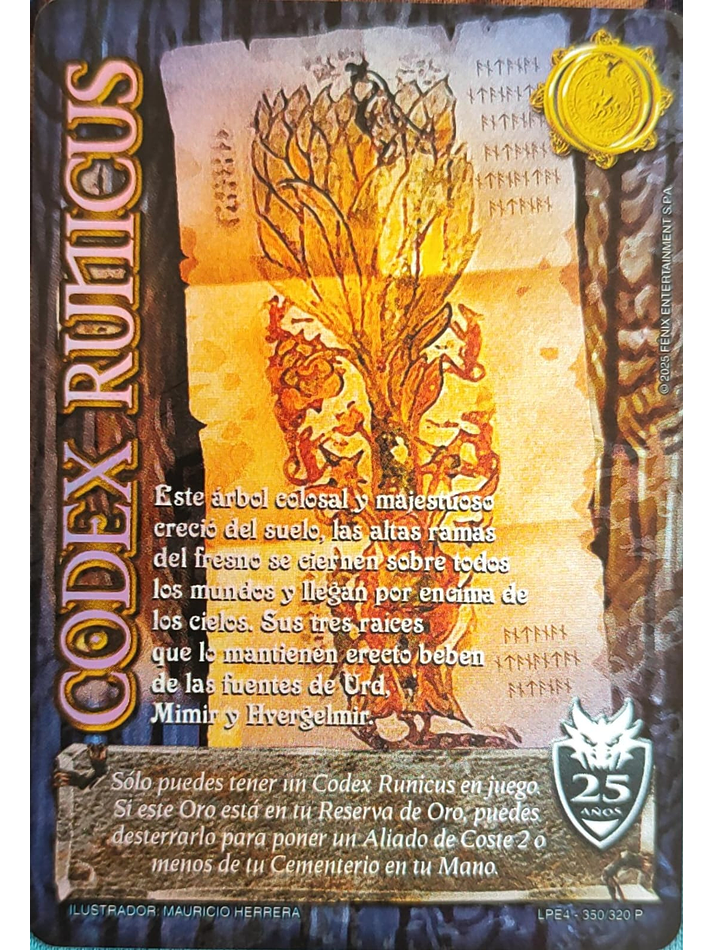 CODEX RUNICUS
© 2025 FENIX ENTERTAINMENT S.P.A
Este árbol colosal y majestuoso
creció del suelo, las altas ramas
del fresno se ciernen sobre todos
los mundos y llegan por encima de
los cielos. Sus tres raíces
que lo mantienen erecto beben
de las fuentes de Urd,
Mimir y Hvergelmir.
25
AÑOS
Sólo puedes tener un Codex Runicus en juego.
Si este Oro está en tu Reserva de Oro, puedes
desterrarlo para poner un Aliado de Coste 2 o
menos de tu Cementerio en tu Mano.
ILUSTRADOR: MAURICIO HERRERA
LPE4 - 350/320 P